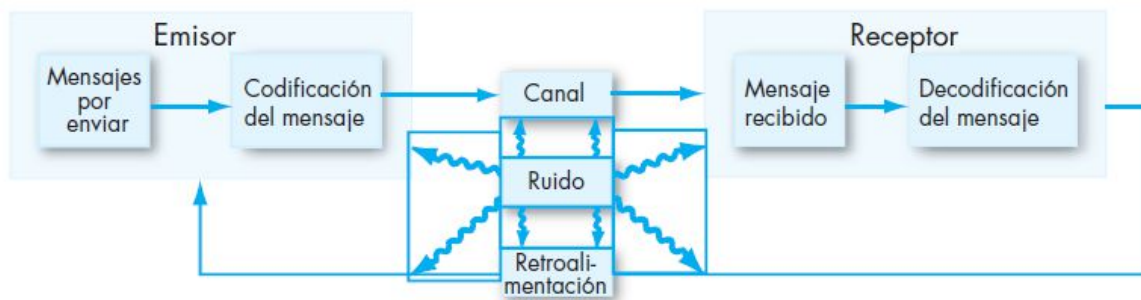 Emisor
Mensajes
por
enviar
Codificación
del mensaje
Canal
Ruido
Retroali-
mentación
Receptor
Mensaje
recibido
Decodificación
del mensaje